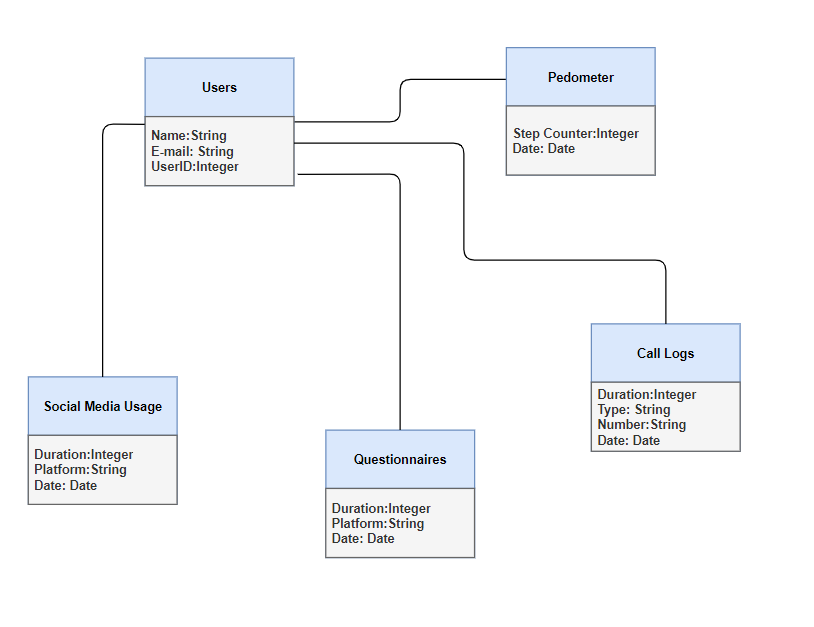 Users
Name:String
E-mail: String
UserID:Integer
Pedometer
Step Counter:Integer
Date: Date
Call Logs
Duration:Integer
Type: String
Number:String
Date: Date
Social Media Usage
Duration:Integer
Platform:String
Date: Date
Questionnaires
Duration:Integer
Platform:String
Date: Date